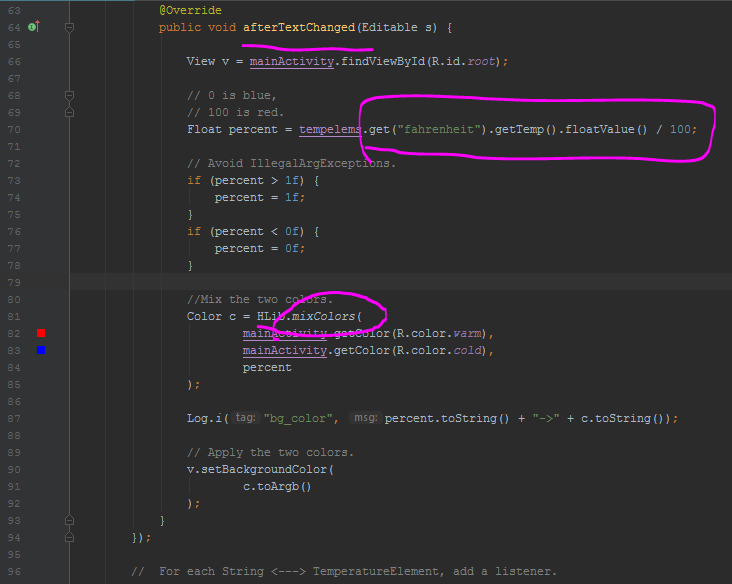 63 @Override
64 public void afterTextChanged(Editable s) {
65
66 View v = mainActivity.findViewById(R.id.root);
67
68 // 0 is blue,
69 // 100 is red.
70 Float percent = tempelems.get("fahrenheit").getTemp().floatValue() / 100;
71
72 // Avoid IllegalArgExceptions.
73 if (percent > 1f) {
74 percent = 1f;
75 }
76 if (percent < 0f) {
77 percent = 0f;
78 }
79
80 //Mix the two colors.
81 Color c = HLib.mixColors(
82 mainActivity.getColor(R.color.warm),
83 mainActivity.getColor(R.color.cold),
84 percent
85 );
86
87 Log.i( tag: "bg_color", msg: percent.toString() + "->" + c.toString());
88
89 // Apply the two colors.
90 v.setBackgroundColor(
91 c.toArgb()
92 );
93 }
94 });
95
96 // For each String <---> TemperatureElement, add a listener.